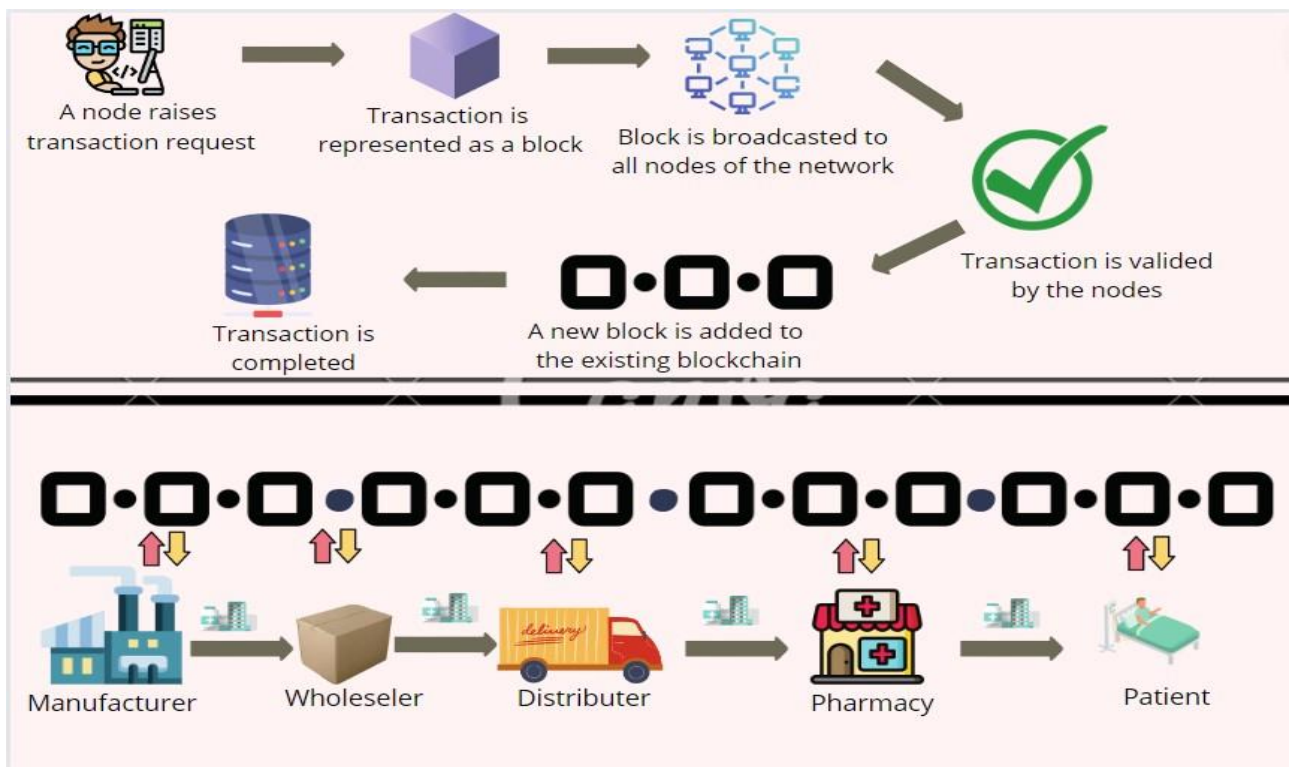 A node raises
transaction request
Transaction is
represented as a block
Block is broadcasted to
all nodes of the network
Transaction is valided
by the nodes
A new block is added to
the existing blockchain
Transaction is
completed
delivery
Manufacturer
Wholeseler
Distributer
Pharmacy
Patient